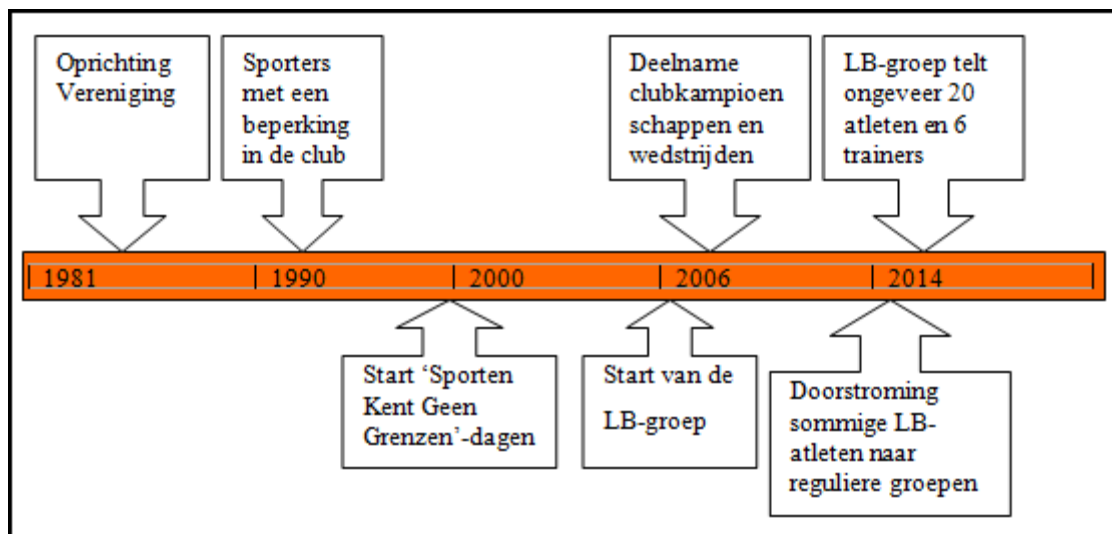 Oprichting
Vereniging
Sporters
met een
beperking
in de club
Deelname
clubkampioen
schappen en
wedstrijden
LB-groep telt
ongeveer 20
atleten en 6
trainers
1981
1990
2000
2006
2014
Start ‘Sporten
Kent Geen
Grenzen’-dagen
Start van de
LB-groep
Doorstroming
sommige LB-
atleten naar
reguliere groepen